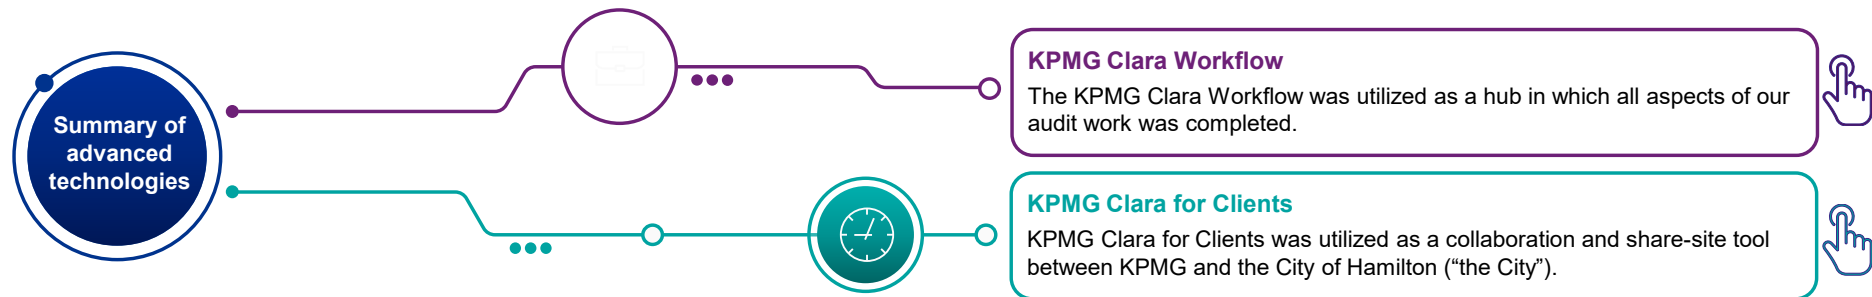 Summary of
advanced
technologies
KPMG Clara Workflow
The KPMG Clara Workflow was utilized as a hub in which all aspects of our
audit work was completed.
KPMG Clara for Clients
KPMG Clara for Clients was utilized as a collaboration and share-site tool
between KPMG and the City of Hamilton (“the City”).